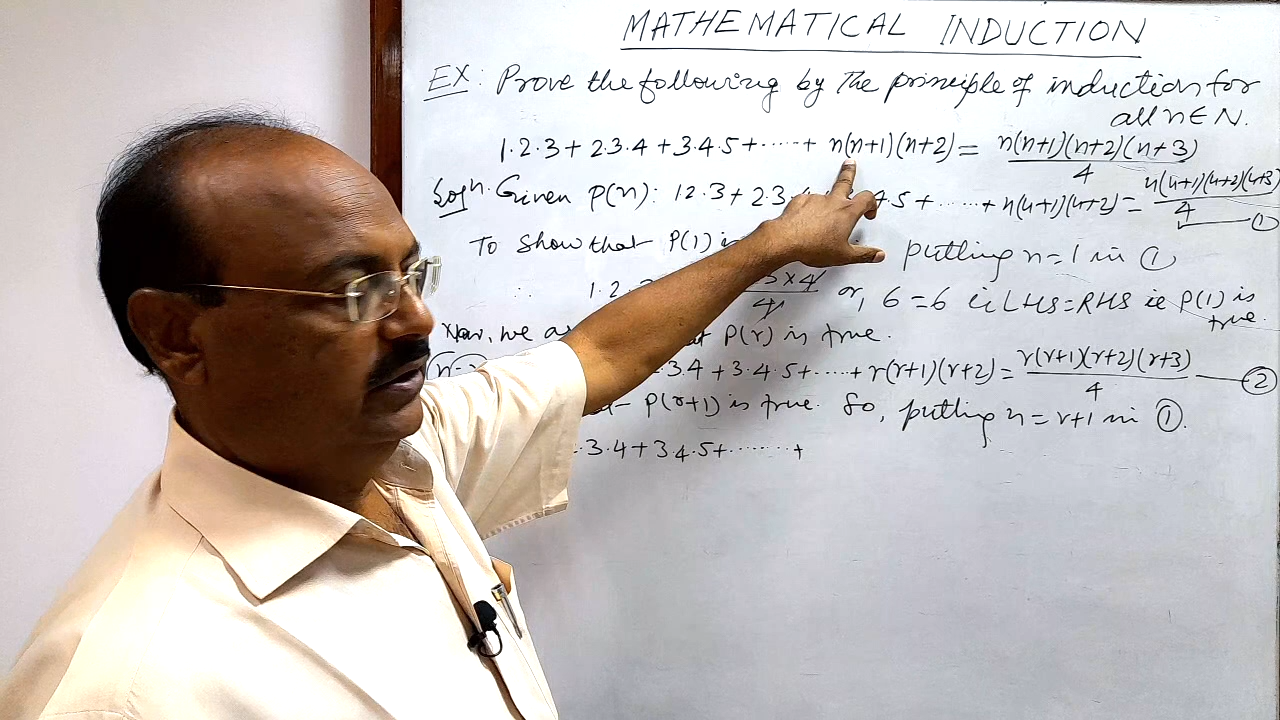 MATHEMATICAL INDUCTION
EX: Prove the following by the principle of induction for
all n∈N.
1.2.3+2.3.4+3.4.5+.....+ n(n+1)(n+2)= n(n+1)(n+2)(n+3)/4
Solⁿ. Given P(n): 12.3+2.3. 4.5+.....+n(n+1)(n+2)= n(n+1)(n+2)(n+3)/4 ①
To show that P(1) putting n=1 in ①
∴ 1.2. ×4/4 or, 6=6 ie LHS=RHS ie P(1) is
true.
Now, we P(r) is true.
3.4+3.4.5+.....+r(r+1)(r+2)= r(r+1)(r+2)(r+3)/4 ②
P(r+1) is true. So, putting n=r+1 in ①.
.3.4+3.4.5+.......+